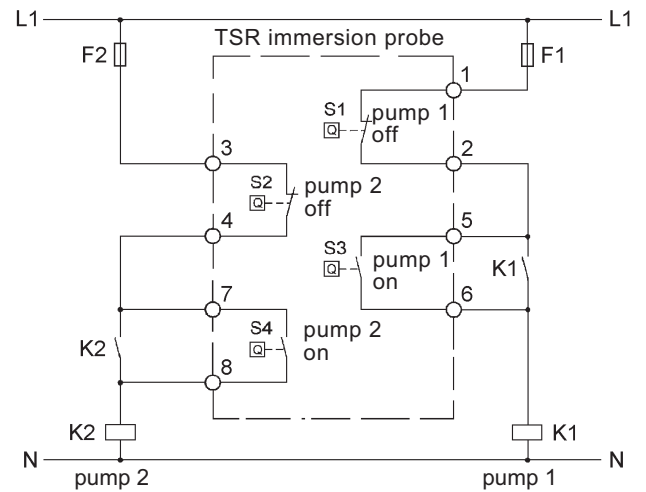 L1
L1
TSR immersion probe
F2
F1
1
S1
pump 1
off
Q
3
2
S2
pump 2
off
Q
4
5
S3
pump 1
on
Q
K1
7
6
S4
pump 2
on
Q
K2
8
K2
K1
N
N
pump 2
pump 1